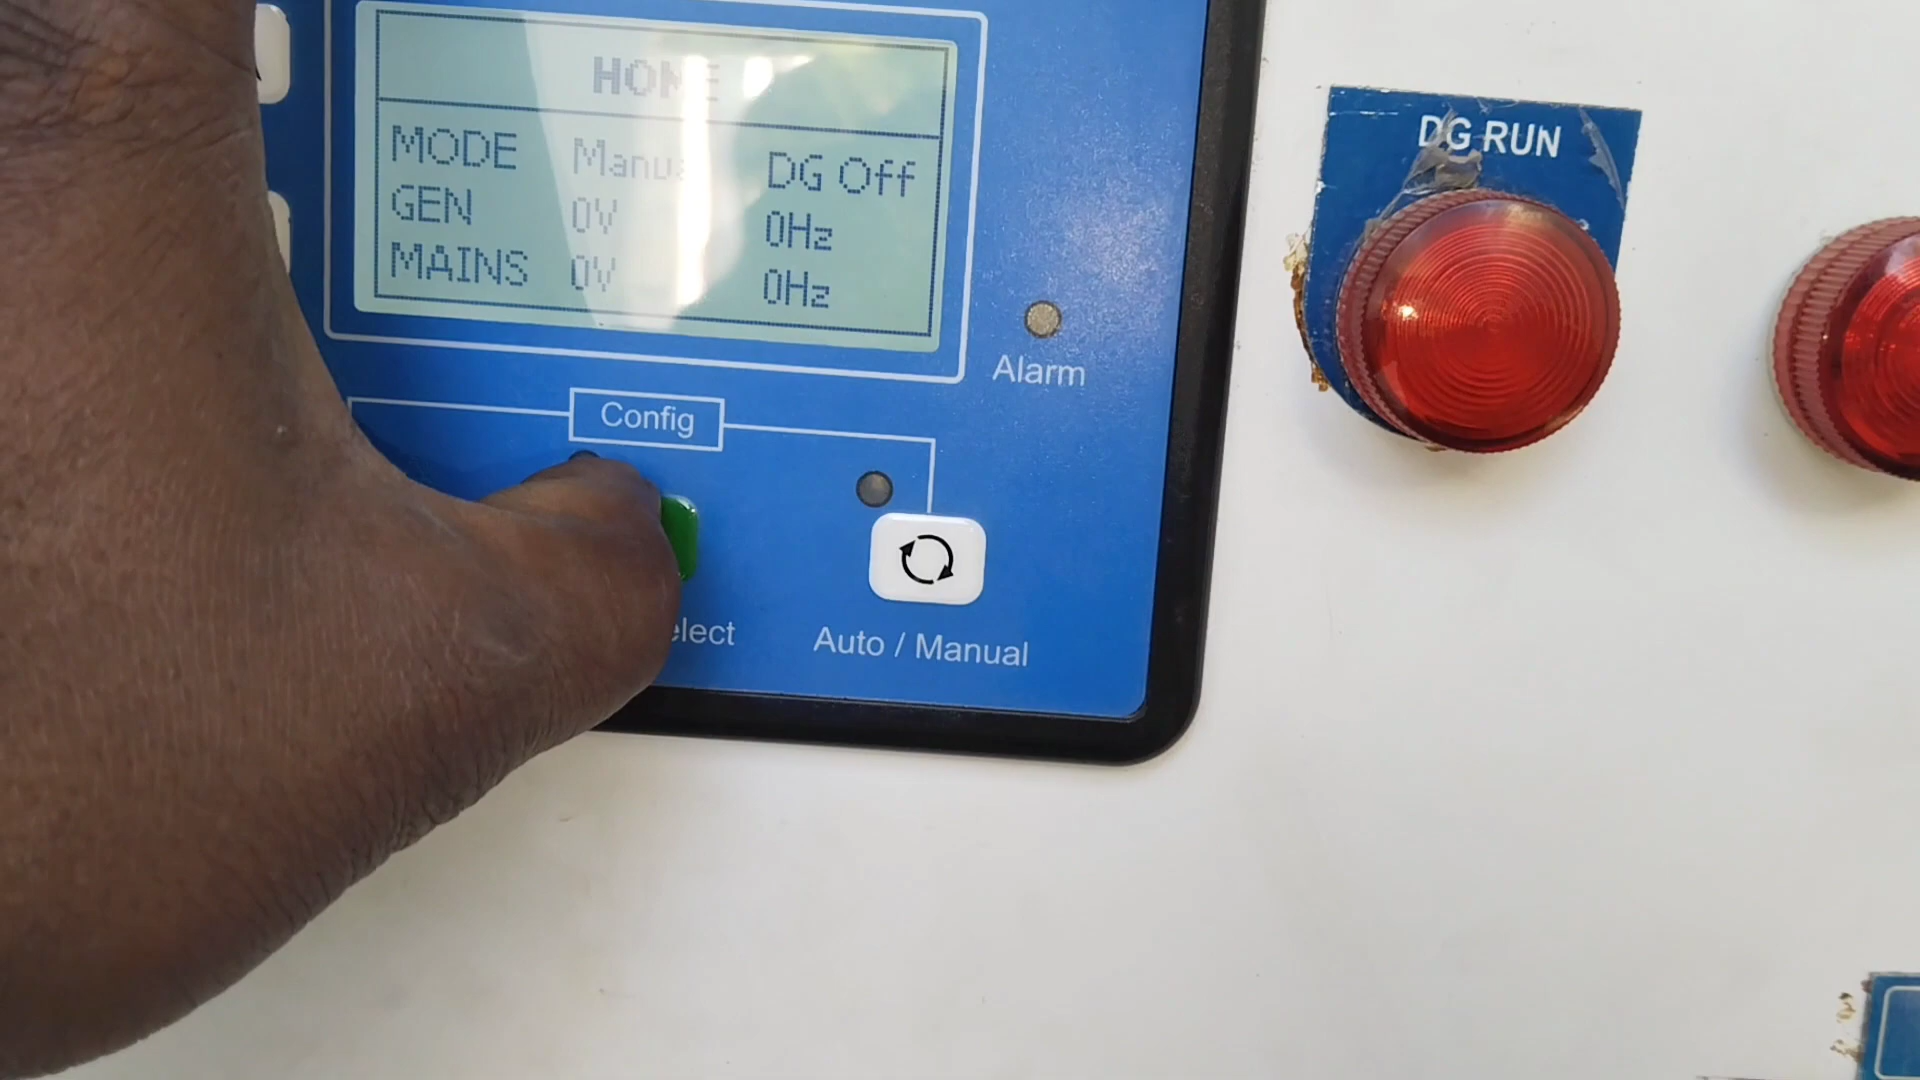 HOME
MODE Manual DG Off
GEN 0V 0Hz
MAINS 0V 0Hz
Alarm
Config
elect
Auto / Manual
DG RUN